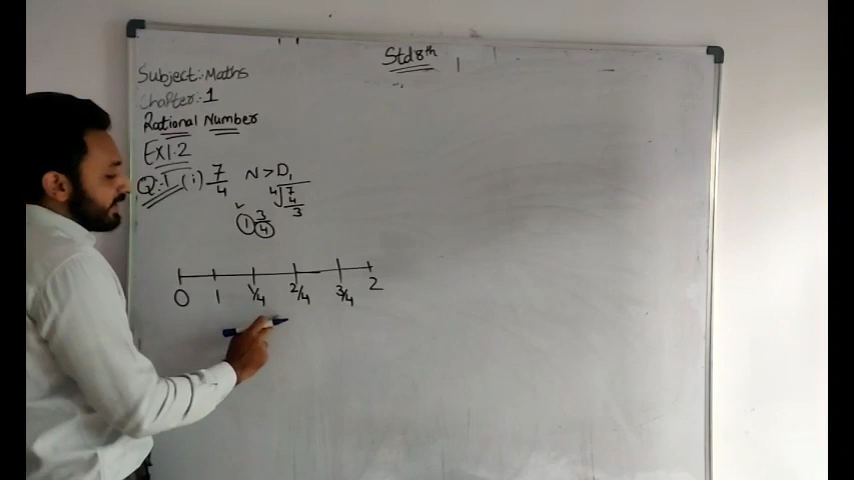 Std 8th
Subject:- Maths
Chapter:- 1
Rational Numbers
Ex1.2
Q:-1 (i) 7/4 N > D,
4√7
4
3
1 3/4
0 1 1/4 2/4 3/4 2